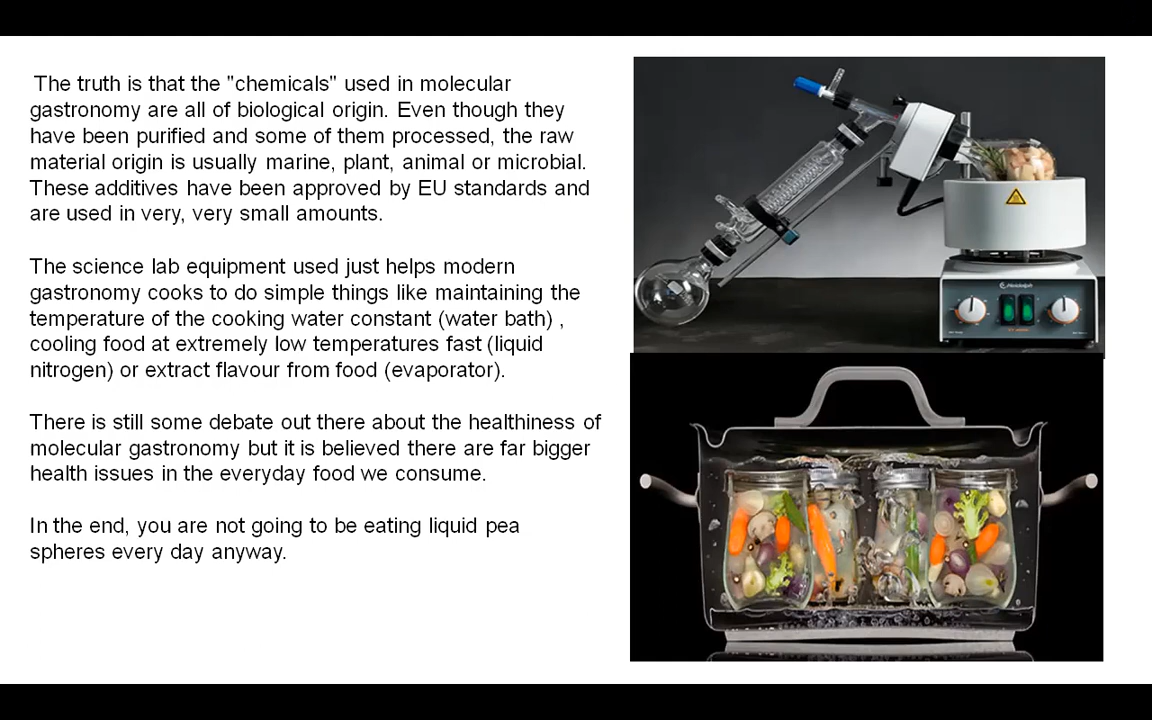 The truth is that the "chemicals" used in molecular
gastronomy are all of biological origin. Even though they
have been purified and some of them processed, the raw
material origin is usually marine, plant, animal or microbial.
These additives have been approved by EU standards and
are used in very, very small amounts.
The science lab equipment used just helps modern
gastronomy cooks to do simple things like maintaining the
temperature of the cooking water constant (water bath) ,
cooling food at extremely low temperatures fast (liquid
nitrogen) or extract flavour from food (evaporator).
There is still some debate out there about the healthiness of
molecular gastronomy but it is believed there are far bigger
health issues in the everyday food we consume.
In the end, you are not going to be eating liquid pea
spheres every day anyway.
Heidolph